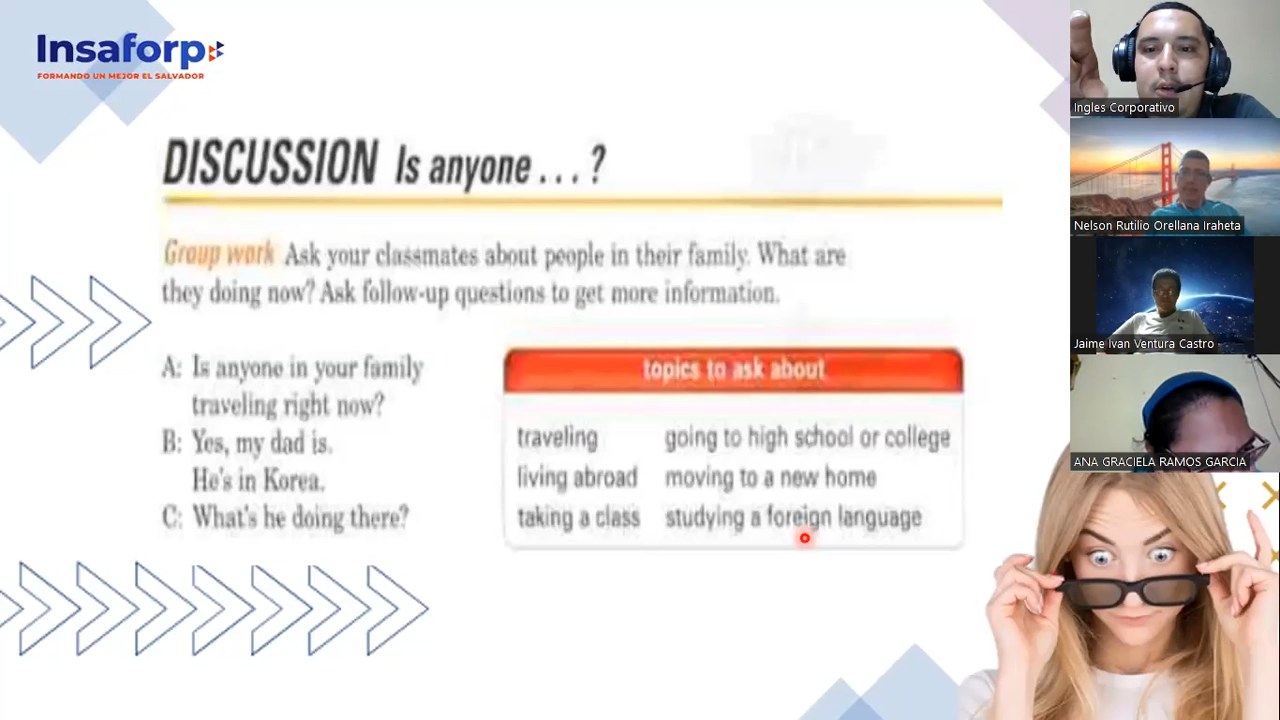 Insaforp
FORMANDO UN MEJOR EL SALVADOR
DISCUSSION Is anyone . . . ?
Group work Ask your classmates about people in their family. What are
they doing now? Ask follow-up questions to get more information.
A: Is anyone in your family
traveling right now?
B: Yes, my dad is.
He's in Korea.
C: What's he doing there?
topics to ask about
traveling going to high school or college
living abroad moving to a new home
taking a class studying a foreign language
Ingles Corporativo
Nelson Rutilio Orellana Iraheta
Jaime Ivan Ventura Castro
ANA GRACIELA RAMOS GARCIA